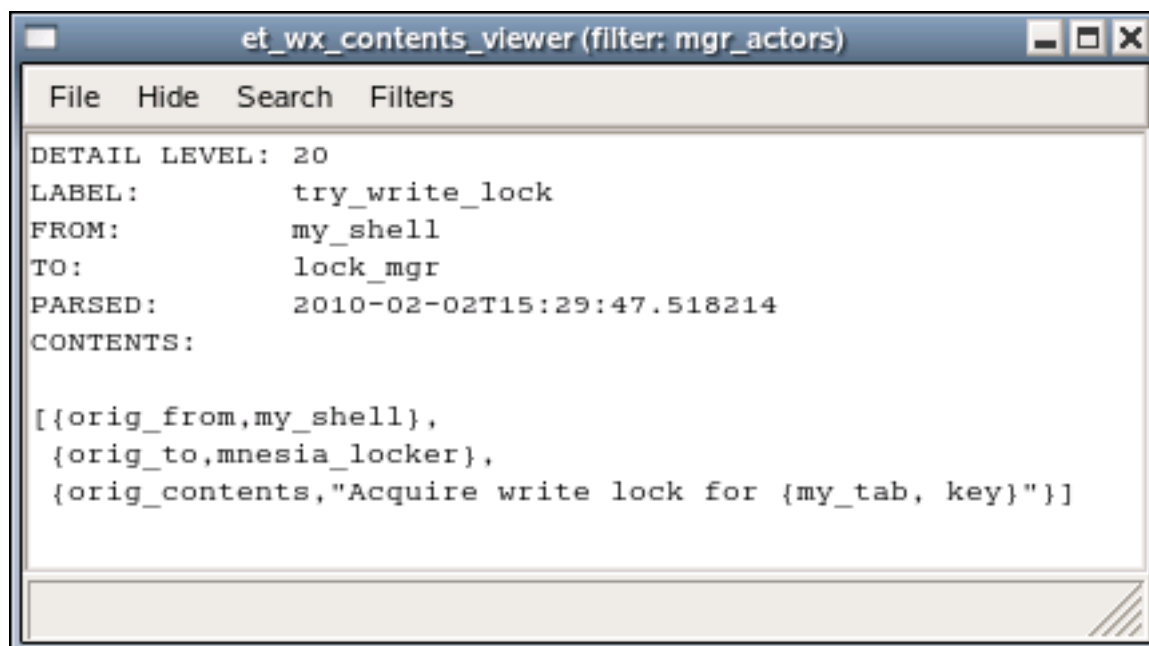 et_wx_contents_viewer (filter: mgr_actors)
File Hide Search Filters
DETAIL LEVEL: 20
LABEL: try_write_lock
FROM: my_shell
TO: lock_mgr
PARSED: 2010-02-02T15:29:47.518214
CONTENTS:
[{orig_from,my_shell},
{orig_to,mnesia_locker},
{orig_contents,"Acquire write lock for {my_tab, key}"}]